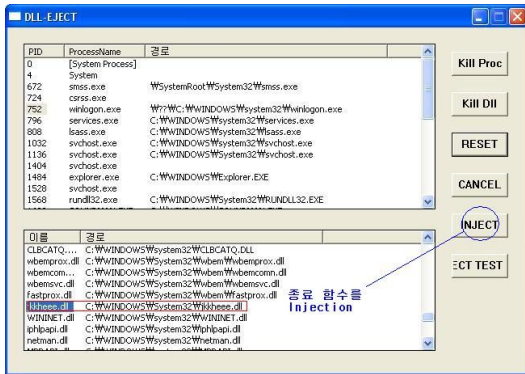 DLL-EJECT
PID ProcessName 경로
0 [System Process]
4 System
672 smss.exe ₩SystemRoot₩System32₩smss.exe
724 csrss.exe
752 winlogon.exe ₩??₩C:₩WINDOWS₩system32₩winlogon.exe
796 services.exe C:₩WINDOWS₩system32₩services.exe
808 lsass.exe C:₩WINDOWS₩system32₩lsass.exe
1032 svchost.exe C:₩WINDOWS₩system32₩svchost.exe
1136 svchost.exe C:₩WINDOWS₩System32₩svchost.exe
1404 svchost.exe
1484 explorer.exe C:₩WINDOWS₩Explorer.EXE
1528 svchost.exe
1568 rundll32.exe C:₩WINDOWS₩System32₩RUNDLL32.EXE
Kill Proc
Kill Dll
RESET
CANCEL
INJECT
ECT TEST
이름 경로
CLBCATQ.... C:₩WINDOWS₩system32₩CLBCATQ.DLL
wbemprox.dll C:₩WINDOWS₩system32₩wbem₩wbemprox.dll
wbemcom... C:₩WINDOWS₩system32₩wbem₩wbemcomn.dll
wbemsvc.dll C:₩WINDOWS₩system32₩wbem₩wbemsvc.dll
fastprox.dll C:₩WINDOWS₩system32₩wbem₩fastprox.dll
ikkheee.dll C:₩WINDOWS₩System32₩ikkheee.dll
WININET.dll C:₩WINDOWS₩system32₩WININET.dll
iphlpapi.dll C:₩WINDOWS₩system32₩iphlpapi.dll
netman.dll C:₩WINDOWS₩system32₩netman.dll
종료 함수를
Injection